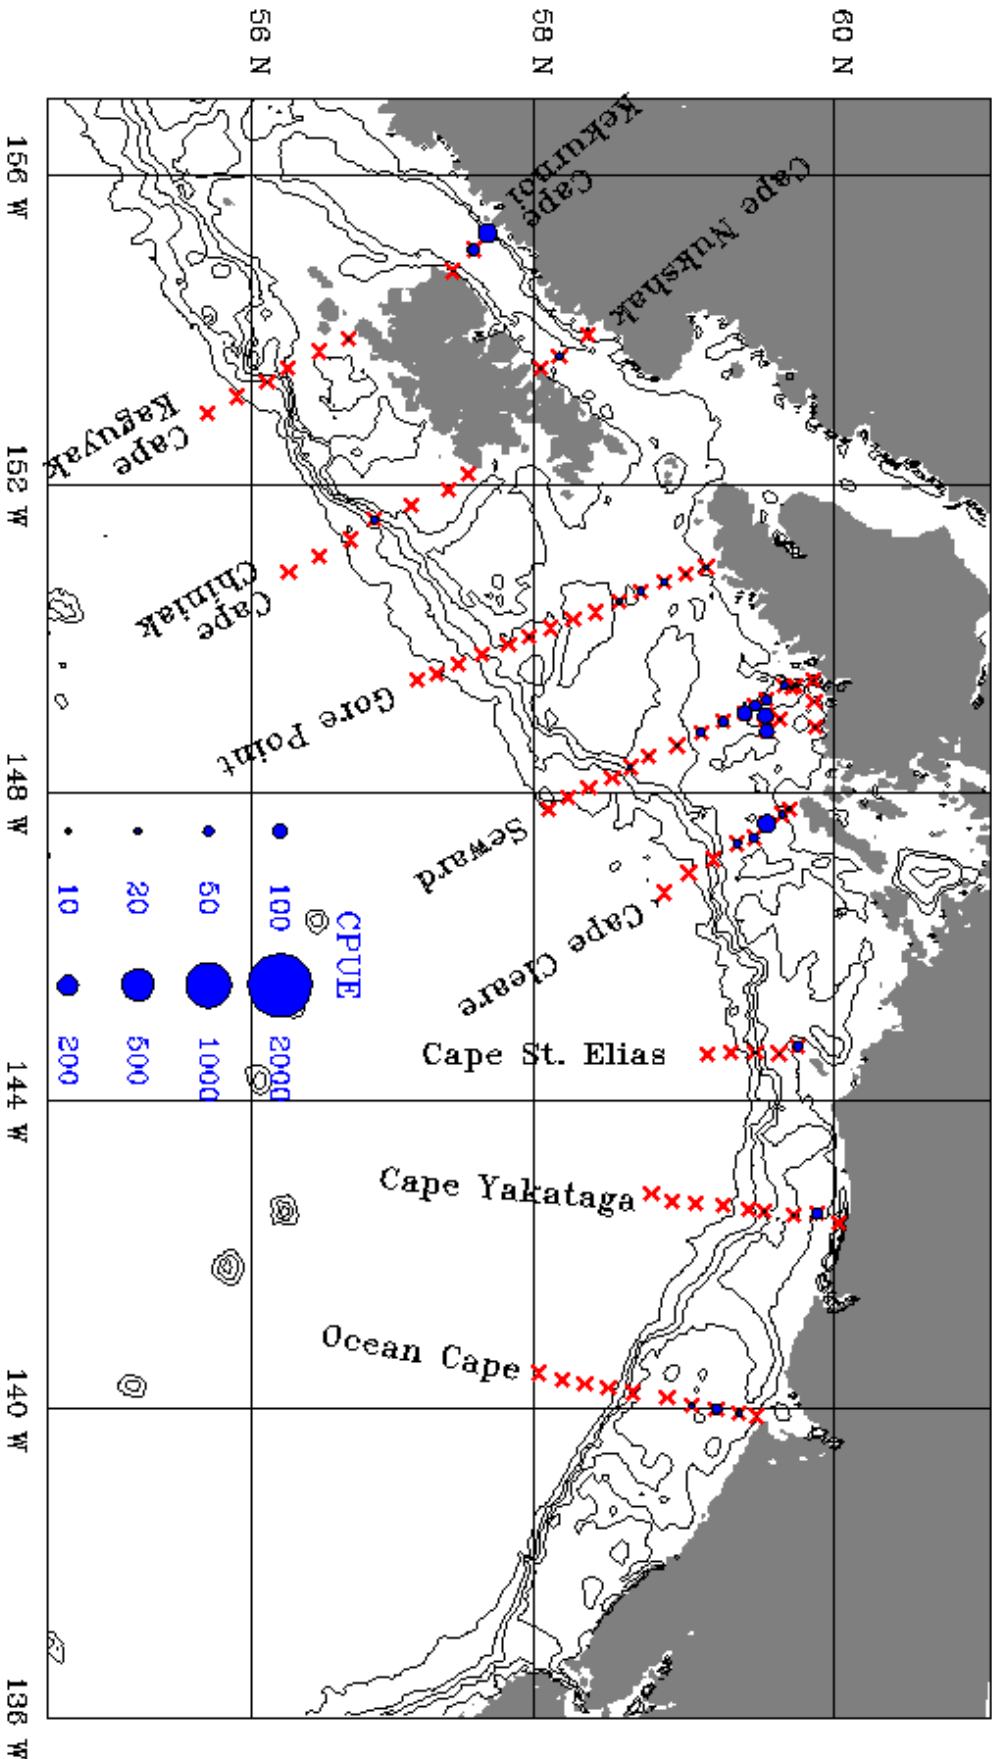 60 N
58 N
56 N
156 W
152 W
148 W
144 W
140 W
136 W
Cape
Kekurnoi
Cape Nukshak
Cape
Kaguyak
Cape
Chiniak
Gore Point
Seward
Cape Cleare
Cape St. Elias
Cape Yakataga
Ocean Cape
CPUE
10
20
50
100
200
500
1000
2000